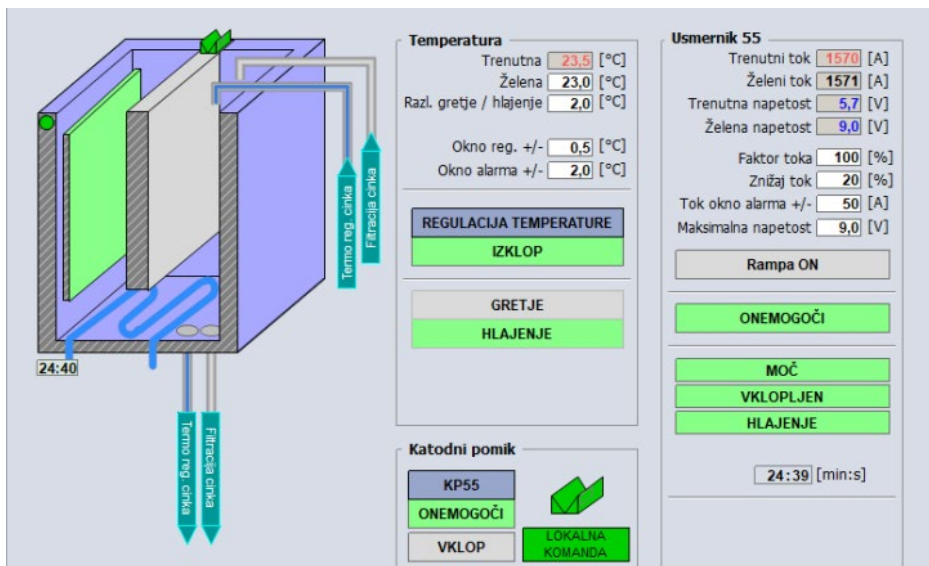 Termo reg. cinka
Filtracija cinka
24:40
Termo reg. cinka
Filtracija cinka
Temperatura
Trenutna 23,5 [°C]
Želena 23,0 [°C]
Razl. gretje / hlajenje 2,0 [°C]
Okno reg. +/- 0,5 [°C]
Okno alarma +/- 2,0 [°C]
REGULACIJA TEMPERATURE
IZKLOP
GRETJE
HLAJENJE
Katodni pomik
KP55
ONEMOGOČI
VKLOP
LOKALNA
KOMANDA
Usmernik 55
Trenutni tok 1570 [A]
Želeni tok 1571 [A]
Trenutna napetost 5,7 [V]
Želena napetost 9,0 [V]
Faktor toka 100 [%]
Znižaj tok 20 [%]
Tok okno alarma +/- 50 [A]
Maksimalna napetost 9,0 [V]
Rampa ON
ONEMOGOČI
MOČ
VKLOPLJEN
HLAJENJE
24:39 [min:s]